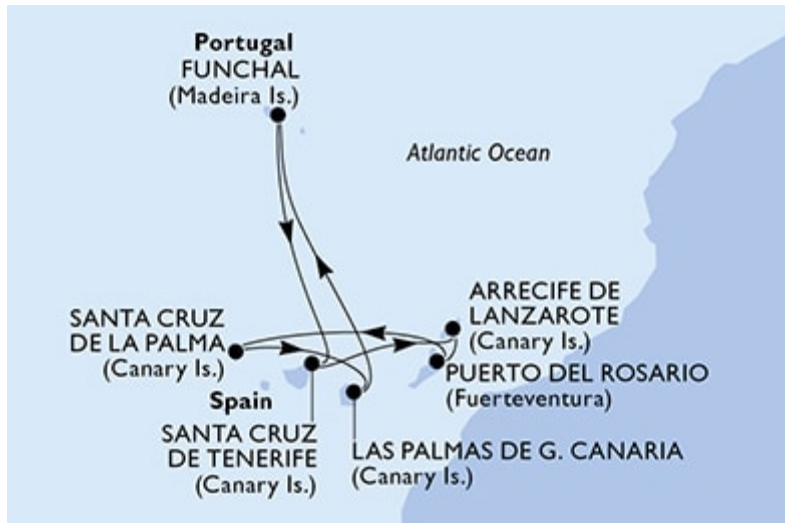 Portugal
FUNCHAL
(Madeira Is.)
Atlantic Ocean
ARRECIFE DE
LANZAROTE
(Canary Is.)
SANTA CRUZ
DE LA PALMA
(Canary Is.)
PUERTO DEL ROSARIO
(Fuerteventura)
Spain
SANTA CRUZ
DE TENERIFE
(Canary Is.)
LAS PALMAS DE G. CANARIA
(Canary Is.)